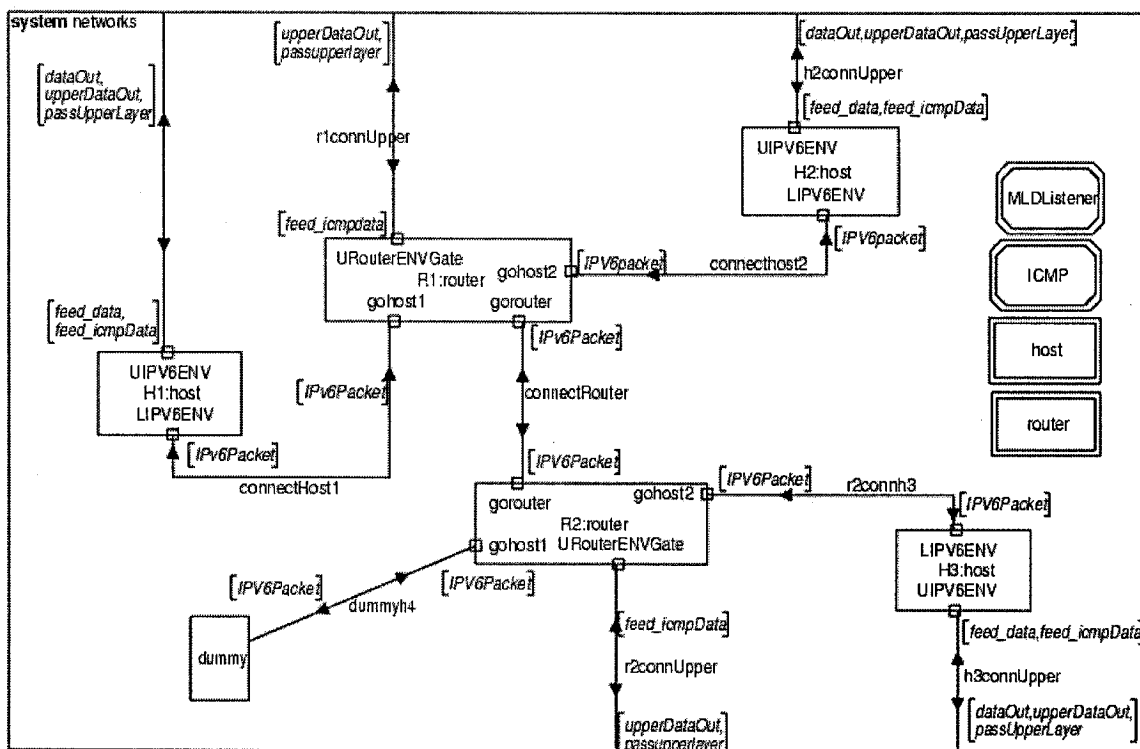 system networks
[dataOut,
upperDataOut,
passUpperLayer]
[upperDataOut,
passupperlayer]
r1connUpper
[dataOut,upperDataOut,passUpperLayer]
h2connUpper
[feed_data,feed_icmpData]
UIPV6ENV
H2:host
LIPV6ENV
[IPV6packet]
MLDListener
ICMP
host
router
[feed_icmpdata]
URouterENVGate
R1:router
gohost2
gohost1
gorouter
[IPV6packet]
connecthost2
[feed_data,
feed_icmpData]
UIPV6ENV
H1:host
LIPV6ENV
[IPv6Packet]
connectHost1
[IPv6Packet]
[IPv6Packet]
connectRouter
[IPV6Packet]
gorouter
gohost2
R2:router
gohost1
URouterENVGate
[IPV6Packet]
r2connh3
[IPV6Packet]
LIPV6ENV
H3:host
UIPV6ENV
[IPV6Packet]
[IPV6Packet]
dummyh4
dummy
[feed_icmpData]
r2connUpper
[upperDataOut,
passupperlayer]
[feed_data,feed_icmpData]
h3connUpper
[dataOut,upperDataOut,
passUpperLayer]